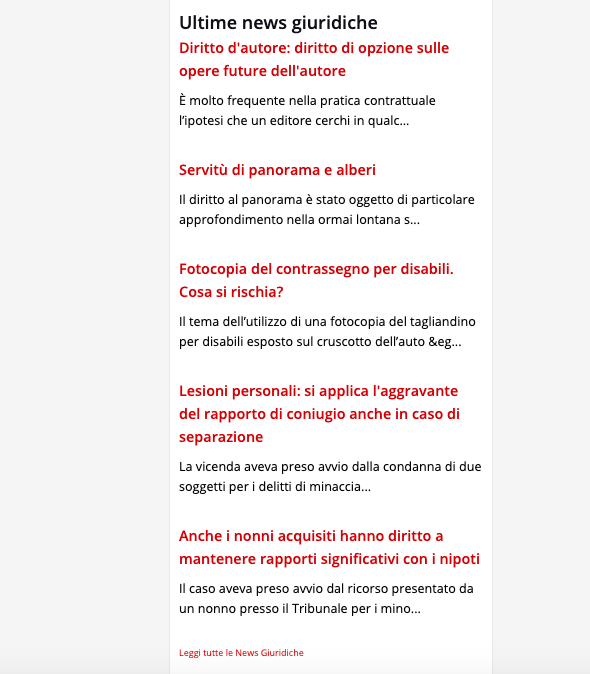 Ultime news giuridiche
Diritto d'autore: diritto di opzione sulle
opere future dell'autore
È molto frequente nella pratica contrattuale
l’ipotesi che un editore cerchi in qualc...
Servitù di panorama e alberi
Il diritto al panorama è stato oggetto di particolare
approfondimento nella ormai lontana s...
Fotocopia del contrassegno per disabili.
Cosa si rischia?
Il tema dell’utilizzo di una fotocopia del tagliandino
per disabili esposto sul cruscotto dell’auto &eg...
Lesioni personali: si applica l'aggravante
del rapporto di coniugio anche in caso di
separazione
La vicenda aveva preso avvio dalla condanna di due
soggetti per i delitti di minaccia...
Anche i nonni acquisiti hanno diritto a
mantenere rapporti significativi con i nipoti
Il caso aveva preso avvio dal ricorso presentato da
un nonno presso il Tribunale per i mino...
Leggi tutte le News Giuridiche